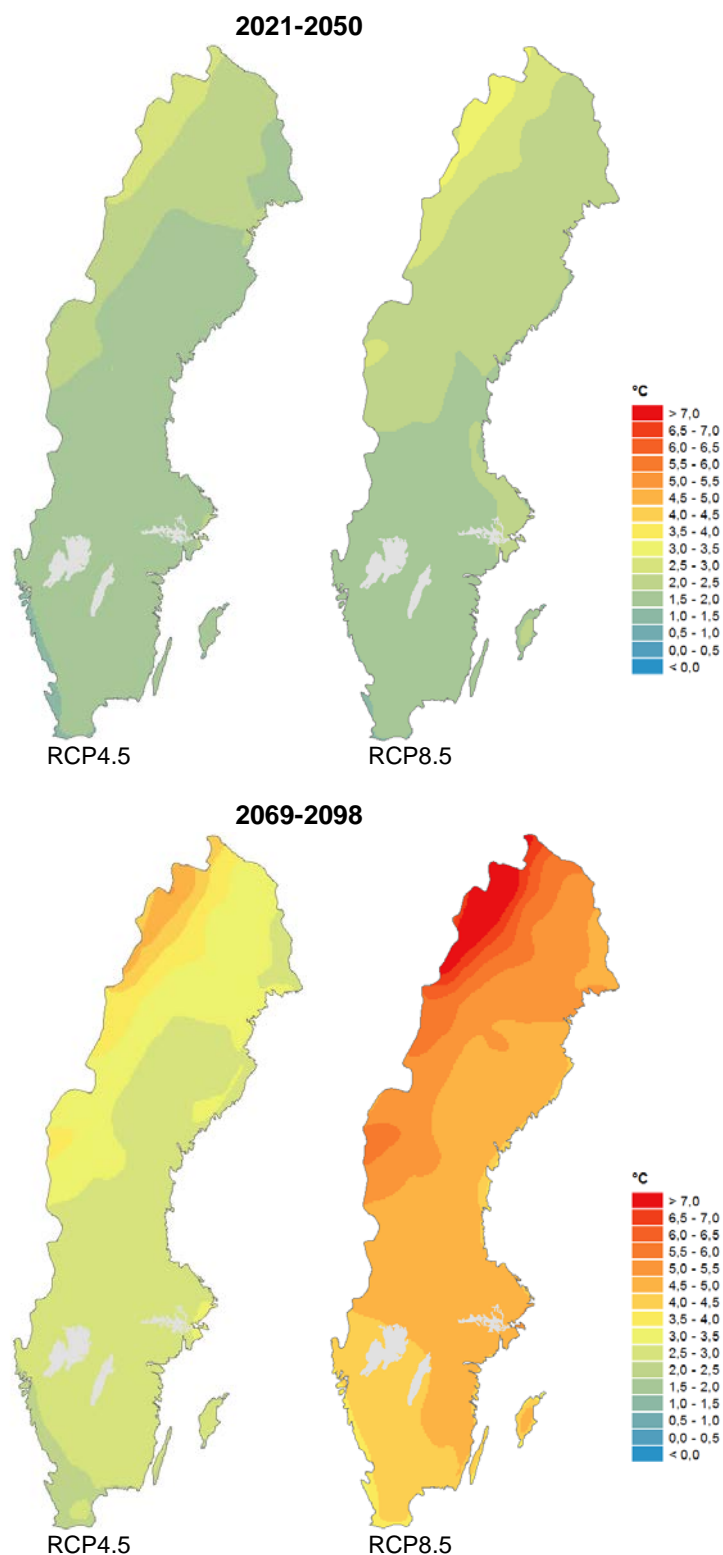 2021-2050
°C
> 7,0
6,5 - 7,0
6,0 - 6,5
5,5 - 6,0
5,0 - 5,5
4,5 - 5,0
4,0 - 4,5
3,5 - 4,0
3,0 - 3,5
2,5 - 3,0
2,0 - 2,5
1,5 - 2,0
1,0 - 1,5
0,5 - 1,0
0,0 - 0,5
< 0,0
RCP4.5
RCP8.5
2069-2098
°C
> 7,0
6,5 - 7,0
6,0 - 6,5
5,5 - 6,0
5,0 - 5,5
4,5 - 5,0
4,0 - 4,5
3,5 - 4,0
3,0 - 3,5
2,5 - 3,0
2,0 - 2,5
1,5 - 2,0
1,0 - 1,5
0,5 - 1,0
0,0 - 0,5
< 0,0
RCP4.5
RCP8.5